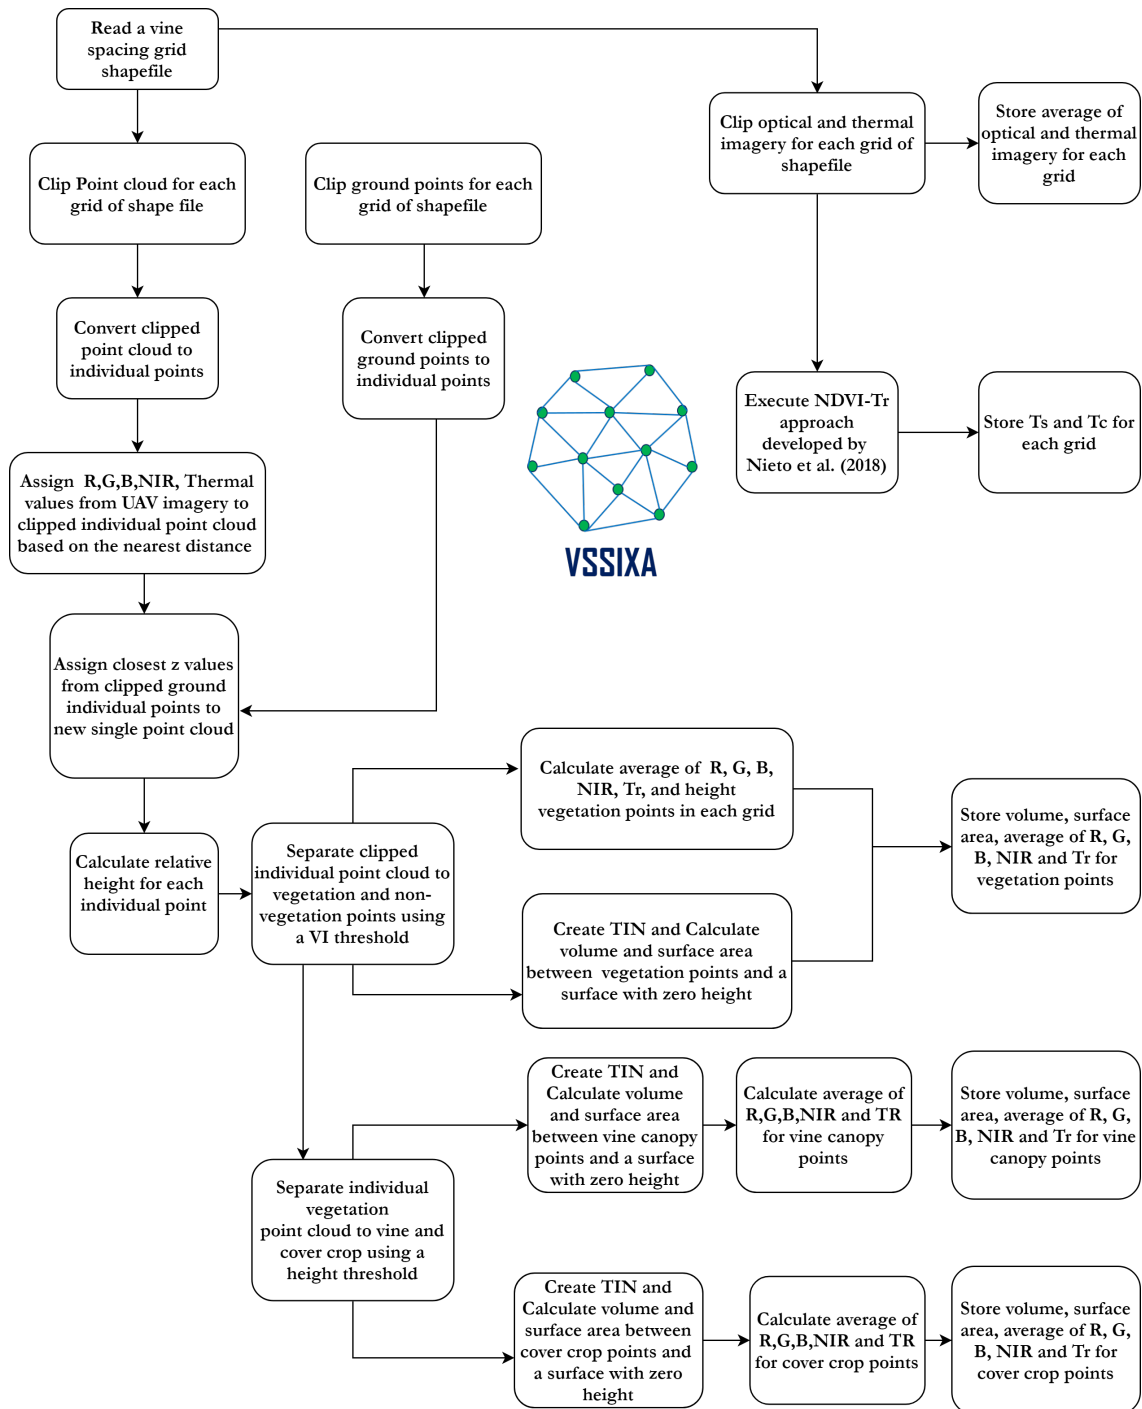 Read a vine
spacing grid
shapefile
Clip optical and thermal
imagery for each grid of
shapefile
Store average of
optical and thermal
imagery for each
grid
Clip Point cloud for each
grid of shape file
Clip ground points for each
grid of shapefile
Convert clipped
point cloud to
individual points
Convert clipped
ground points to
individual points
Execute NDVI-Tr
approach
developed by
Nieto et al. (2018)
Store Ts and Tc for
each grid
Assign R,G,B,NIR, Thermal
values from UAV imagery to
clipped individual point cloud
based on the nearest distance
VSSIXA
Assign closest z values
from clipped ground
individual points to
new single point cloud
Calculate relative
height for each
individual point
Separate clipped
individual point cloud to
vegetation and non-
vegetation points using
a VI threshold
Calculate average of R, G, B,
NIR, Tr, and height
vegetation points in each grid
Create TIN and Calculate
volume and surface area
between vegetation points and a
surface with zero height
Store volume, surface
area, average of R, G,
B, NIR and Tr for
vegetation points
Separate individual
vegetation
point cloud to vine and
cover crop using a
height threshold
Create TIN and
Calculate volume
and surface area
between vine canopy
points and a surface
with zero height
Calculate average of
R,G,B,NIR and TR
for vine canopy
points
Store volume, surface
area, average of R, G,
B, NIR and Tr for vine
canopy points
Create TIN and
Calculate volume and
surface area between
cover crop points and
a surface with zero
height
Calculate average of
R,G,B,NIR and TR
for cover crop points
Store volume, surface
area, average of R, G,
B, NIR and Tr for
cover crop points